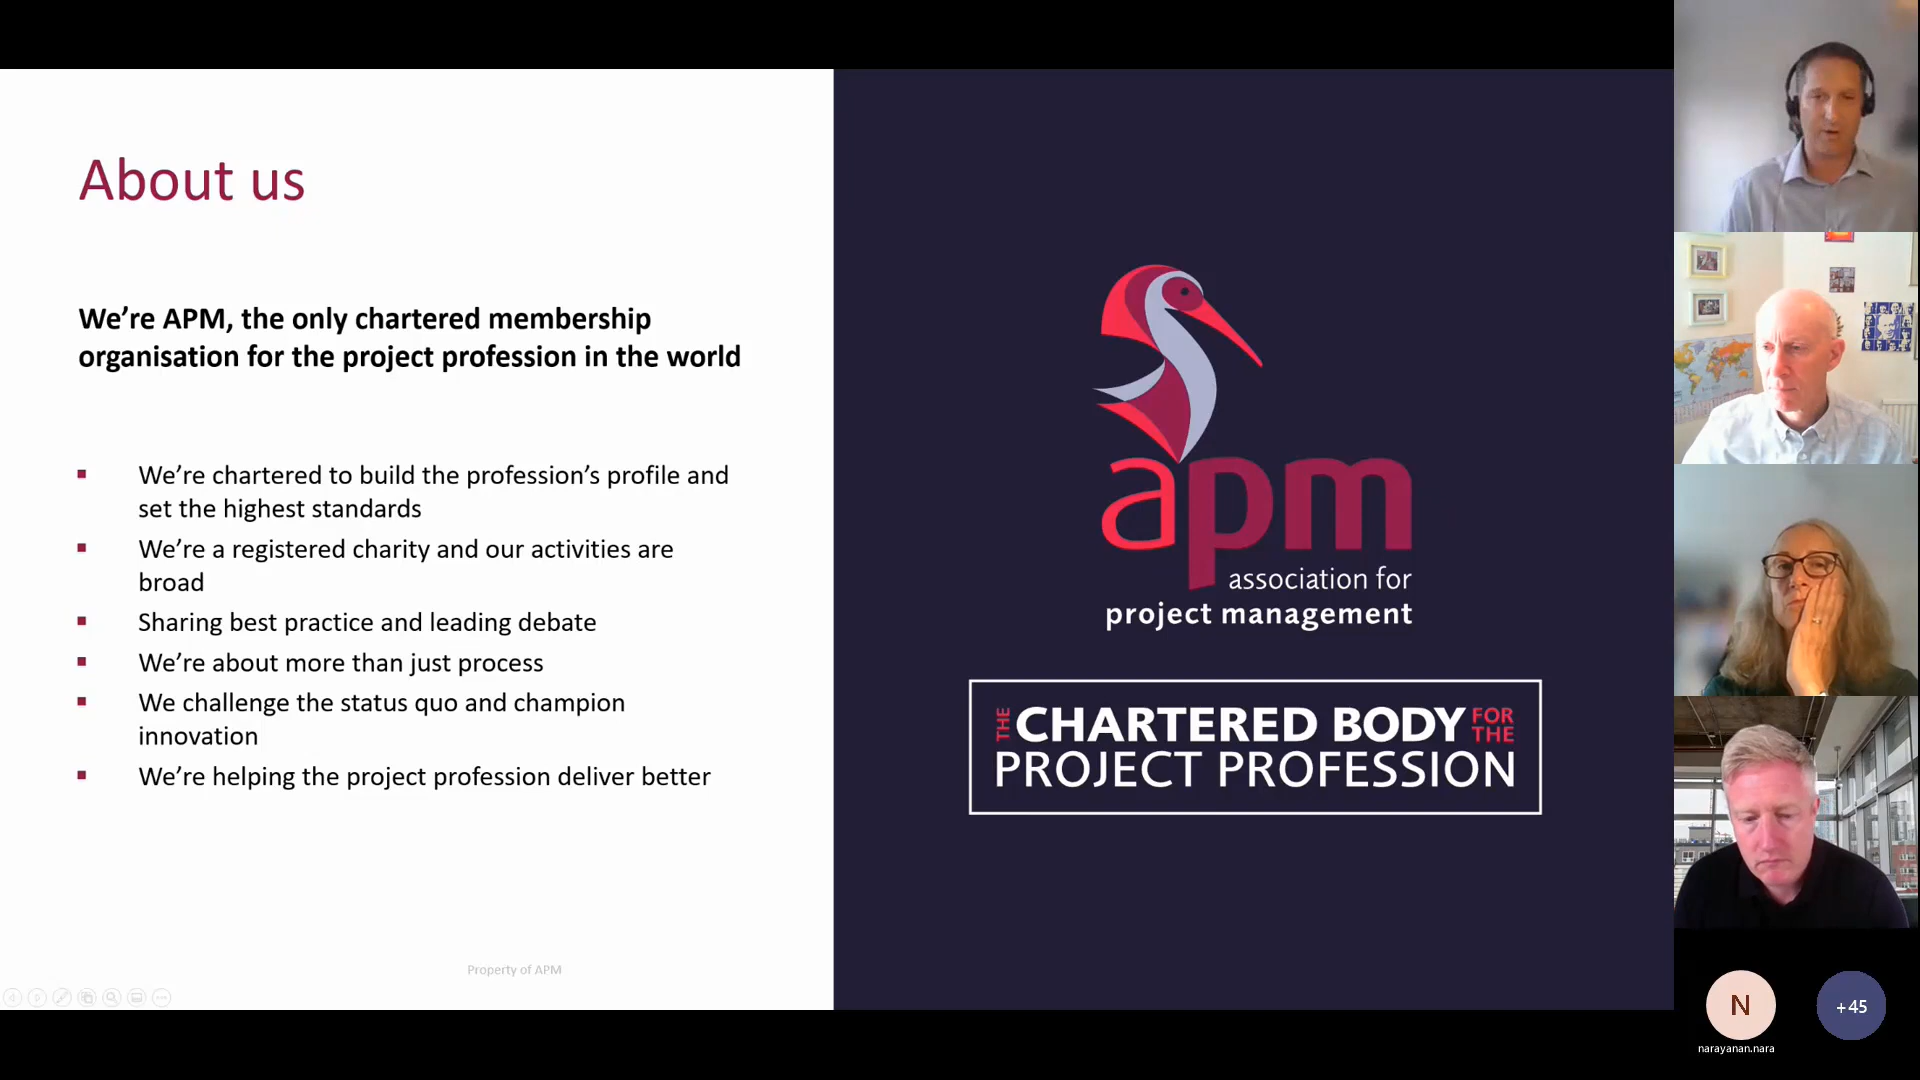 About us
We’re APM, the only chartered membership
organisation for the project profession in the world
▪ We’re chartered to build the profession’s profile and
set the highest standards
▪ We’re a registered charity and our activities are
broad
▪ Sharing best practice and leading debate
▪ We’re about more than just process
▪ We challenge the status quo and champion
innovation
▪ We’re helping the project profession deliver better
Property of APM
apm
association for
project management
THE CHARTERED BODY FOR THE
PROJECT PROFESSION
N
narayanan.nara
+45